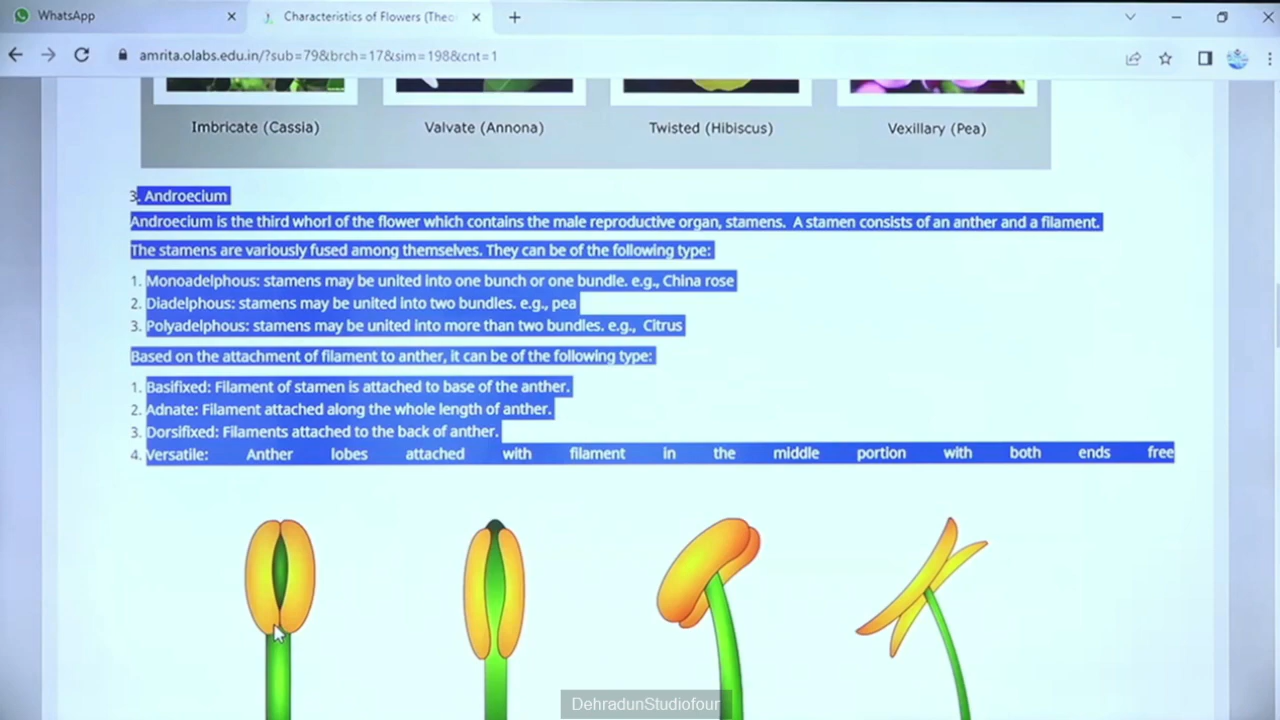 WhatsApp
Characteristics of Flowers (Theo
amrita.olabs.edu.in/?sub=79&brch=17&sim=198&cnt=1
Imbricate (Cassia) Valvate (Annona) Twisted (Hibiscus) Vexillary (Pea)
3. Androecium
Androecium is the third whorl of the flower which contains the male reproductive organ, stamens. A stamen consists of an anther and a filament.
The stamens are variously fused among themselves. They can be of the following type:
1. Monoadelphous: stamens may be united into one bunch or one bundle. e.g., China rose
2. Diadelphous: stamens may be united into two bundles. e.g., pea
3. Polyadelphous: stamens may be united into more than two bundles. e.g., Citrus
Based on the attachment of filament to anther, it can be of the following type:
1. Basifixed: Filament of stamen is attached to base of the anther.
2. Adnate: Filament attached along the whole length of anther.
3. Dorsifixed: Filaments attached to the back of anther.
4. Versatile: Anther lobes attached with filament in the middle portion with both ends free
DehradunStudiofour